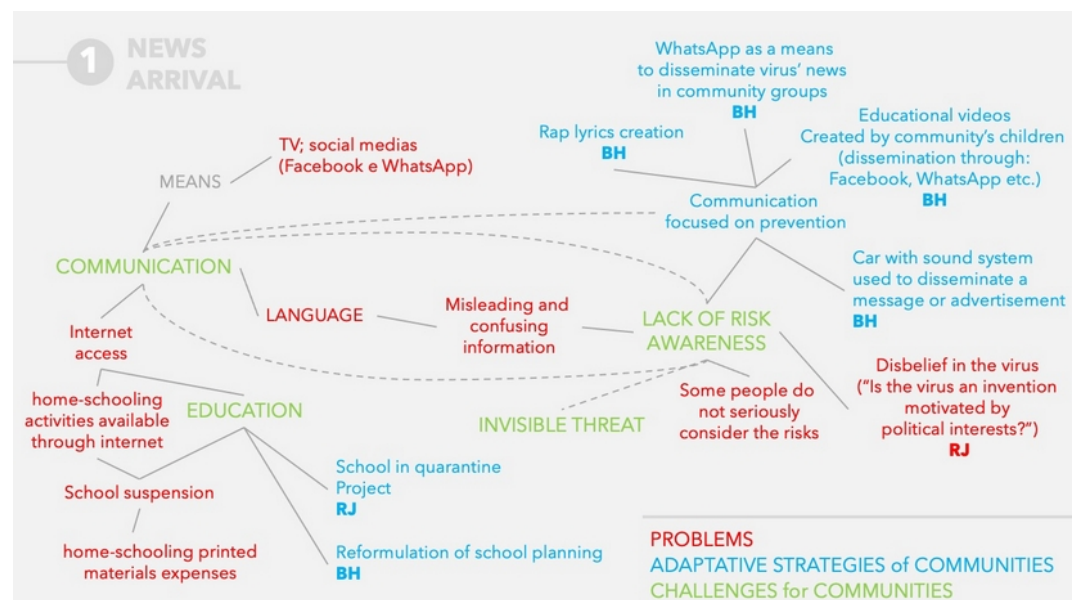 1
NEWS
ARRIVAL
WhatsApp as a means
to disseminate virus' news
in community groups
BH
Rap lyrics creation
BH
Educational videos
Created by community's children
(dissemination through:
Facebook, WhatsApp etc.)
BH
TV; social medias
(Facebook e WhatsApp)
MEANS
Communication
focused on prevention
COMMUNICATION
Car with sound system
used to disseminate a
message or advertisement
BH
LANGUAGE
Misleading and
confusing
information
LACK OF RISK
AWARENESS
Internet
access
Disbelief in the virus
("Is the virus an invention
motivated by
political interests?")
RJ
Some people do
not seriously
consider the risks
home-schooling
activities available
through internet
EDUCATION
INVISIBLE THREAT
School in quarantine
Project
RJ
School suspension
home-schooling printed
materials expenses
Reformulation of school planning
BH
PROBLEMS
ADAPTATIVE STRATEGIES of COMMUNITIES
CHALLENGES for COMMUNITIES